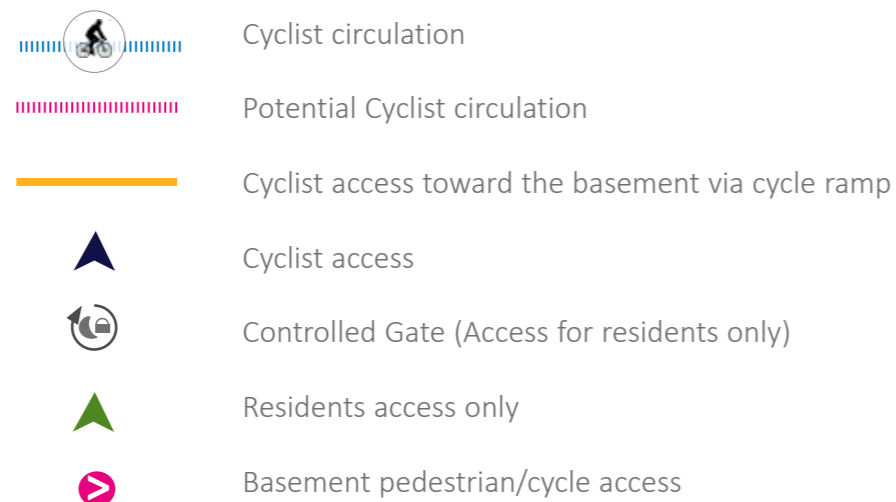 Cyclist circulation
Potential Cyclist circulation
Cyclist access toward the basement via cycle ramp
Cyclist access
Controlled Gate (Access for residents only)
Residents access only
Basement pedestrian/cycle access